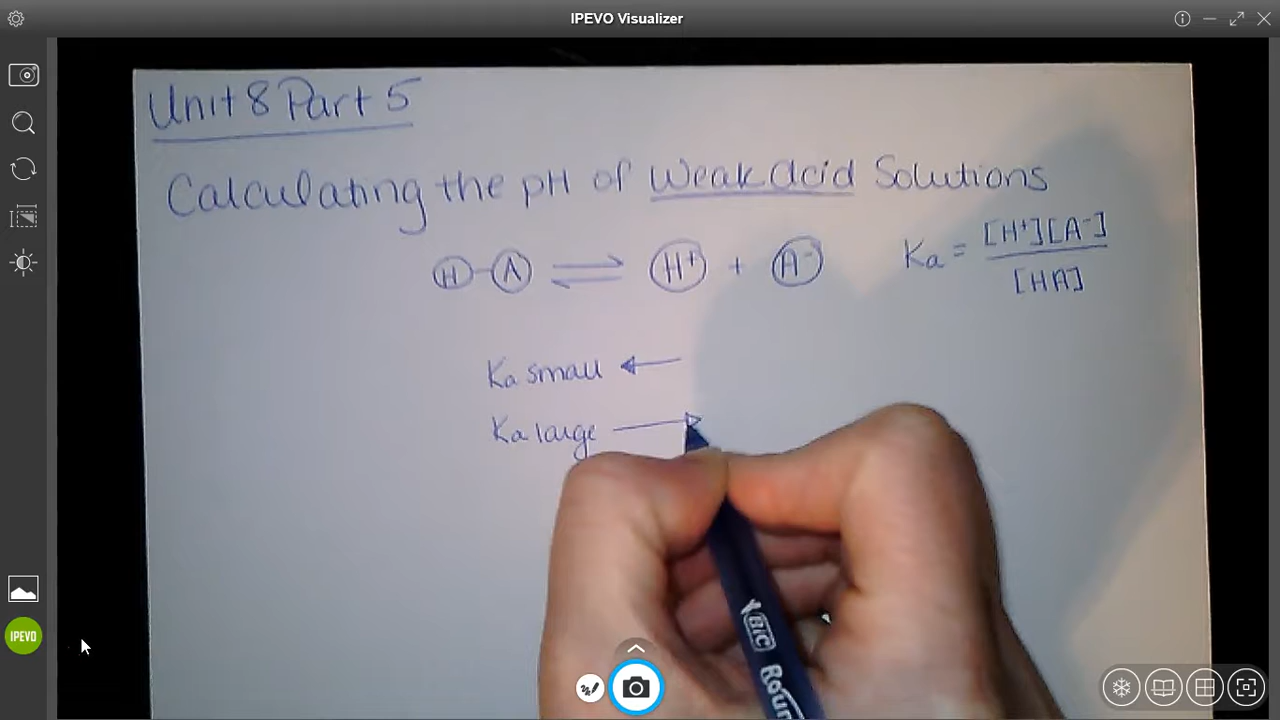 IPEVO Visualizer
Unit 8 Part 5
Calculating the pH of Weak acid Solutions
H-A ⇌ H⁺ + A⁻
Ka = [H⁺][A⁻] / [HA]
Ka small ←
Ka large →
BIC Roun
IPEVO